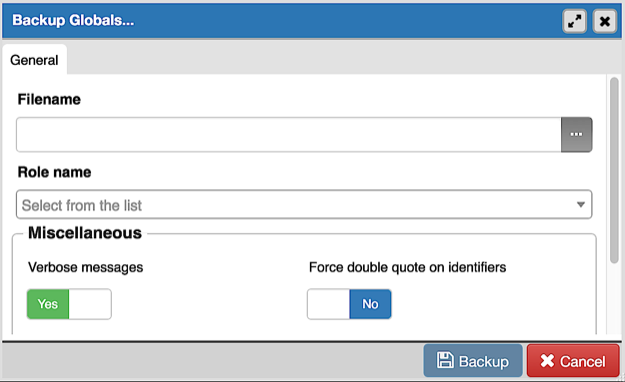 Backup Globals...
General
Filename
...
Role name
Select from the list
Miscellaneous
Verbose messages
Force double quote on identifiers
Yes
No
Backup
Cancel